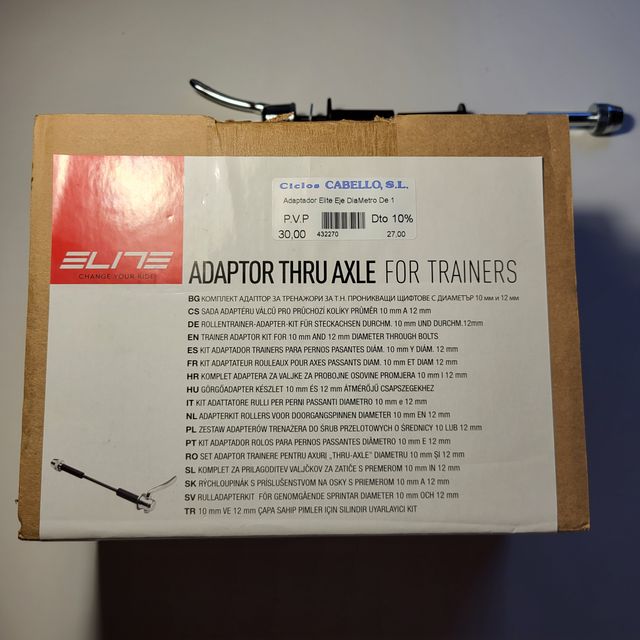 Ciclos CABELLO, S.L.
Adaptador Elite Eje DiaMetro De 1
P.V.P Dto 10%
30,00 432270 27,00
ELITE
CHANGE YOUR RIDE
ADAPTOR THRU AXLE FOR TRAINERS
BG КОМПЛЕКТ АДАПТОР ЗА ТРЕНАЖОРИ ЗА Т.Н. ПРОНИКВАЩИ ЩИФТОВЕ С ДИАМЕТЪР 10 мм и 12 мм
CS SADA ADAPTÉRU VÁLCŮ PRO PRŮCHOZÍ KOLÍKY PRŮMĚR 10 mm A 12 mm
DE ROLLENTRAINER-ADAPTER-KIT FÜR STECKACHSEN DURCHM. 10 mm UND DURCHM.12mm
EN TRAINER ADAPTOR KIT FOR 10 mm AND 12 mm DIAMETER THROUGH BOLTS
ES KIT ADAPTADOR TRAINERS PARA PERNOS PASANTES DIÁM. 10 mm Y DIÁM. 12 mm
FR KIT ADAPTATEUR ROULEAUX POUR AXES PASSANTS DIAM. 10 mm ET DIAM 12 mm
HR KOMPLET ADAPTERA ZA VALJKE ZA PROBOJNE OSOVINE PROMJERA 10 mm I 12 mm
HU GÖRGŐADAPTER KÉSZLET 10 mm ÉS 12 mm ÁTMÉRŐJŰ CSAPSZEGEKHEZ
IT KIT ADATTATORE RULLI PER PERNI PASSANTI DIAMETRO 10 mm e 12 mm
NL ADAPTERKIT ROLLERS VOOR DOORGANGSPINNEN DIAMETER 10 mm EN 12 mm
PL ZESTAW ADAPTERÓW TRENAŻERA DO ŚRUB PRZELOTOWYCH O ŚREDNICY 10 LUB 12 mm
PT KIT ADAPTADOR ROLOS PARA PERNOS PASSANTES DIÂMETRO 10 mm E 12 mm
RO SET ADAPTOR TRAINERE PENTRU AXURI „THRU-AXLE" DIAMETRU 10 mm ȘI 12 mm
SL KOMPLET ZA PRILAGODITEV VALJČKOV ZA ZATIČE S PREMEROM 10 mm IN 12 mm
SK RÝCHLOUPINÁK S PRÍSLUŠENSTVOM NA OSKY S PRIEMEROM 10 mm A 12 mm
SV RULLADAPTERKIT FÖR GENOMGÅENDE SPRINTAR DIAMETER 10 mm OCH 12 mm
TR 10 mm VE 12 mm ÇAPA SAHIP PIMLER IÇIN SILINDIR UYARLAYICI KIT